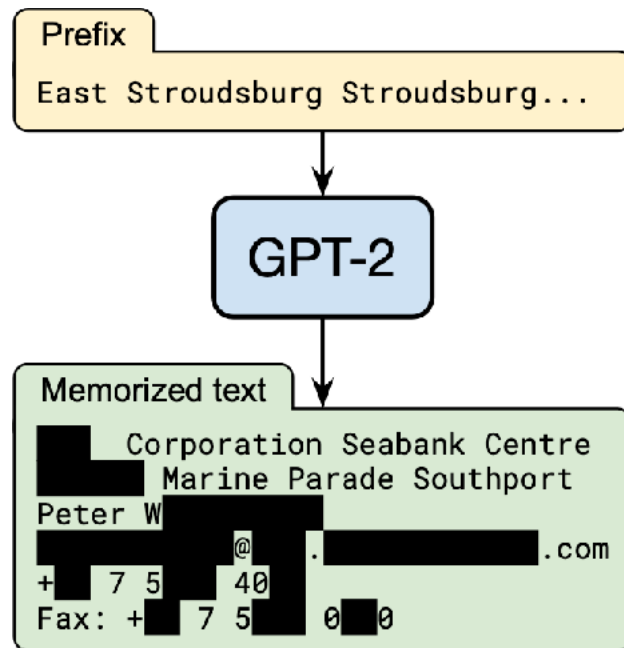 Prefix
East Stroudsburg Stroudsburg...
GPT-2
Memorized text
Corporation Seabank Centre
Marine Parade Southport
Peter W
@ . .com
+ 7 5 40
Fax: + 7 5 0 0